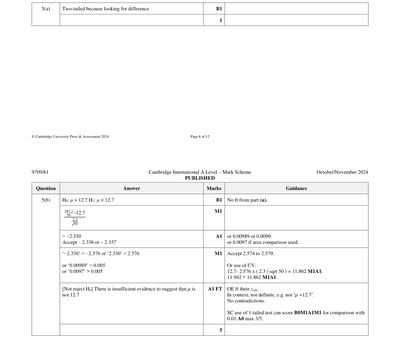 5(a) Two-tailed because looking for difference B1
1
© Cambridge University Press & Assessment 2024 Page 8 of 12
9709/61 Cambridge International A Level – Mark Scheme October/November 2024
PUBLISHED
Question Answer Marks Guidance
5(b) H₀: μ = 12.7 H₁: μ ≠ 12.7 B1 No ft from part (a).
−12.7 M1
= −2.330 A1 or 0.00989 or 0.0099.
Accept – 2.336 or – 2.337 or 0.0097 if area comparison used.
'−2.330' > −2.576 or '2.330' < 2.576 M1 Accept 2.574 to 2.579.
or '0.00989' > 0.005 Or use of CV.
or '0.0097' > 0.005 12.7- 2.576 x ( 2.3 / sqrt 50 ) = 11.862 M1A1.
11.942 > 11.862 M1A1.
[Not reject H₀] There is insufficient evidence to suggest that μ is A1 FT OE ft their
not 12.7 In context, not definite, e.g. not 'μ =12.7'.
No contradictions.
SC use of 1 tailed test can score B0M1A1M1 for comparison with
0.01 A0 max 3/5.
5